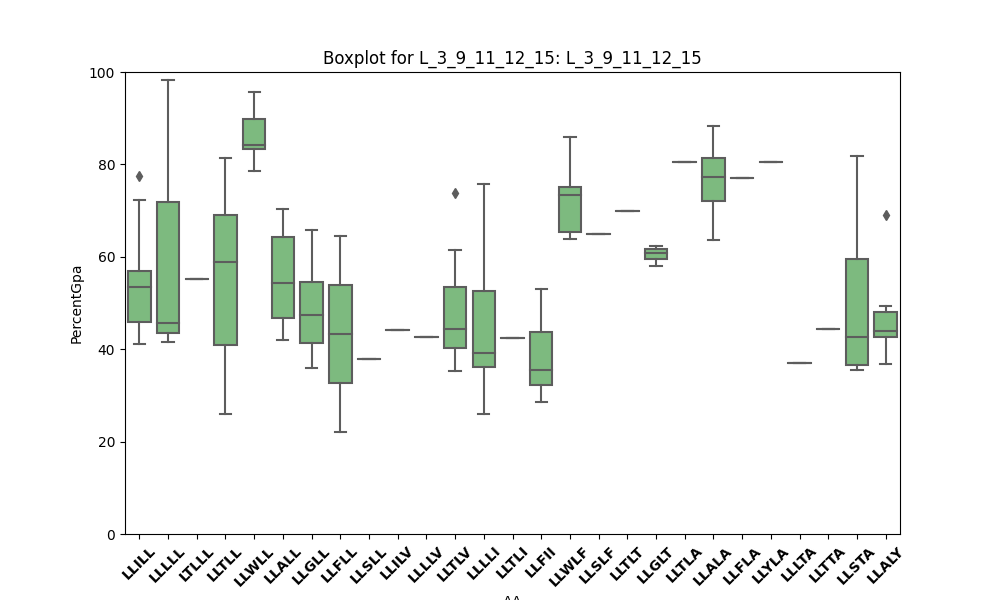 Boxplot for L_3_9_11_12_15: L_3_9_11_12_15
PercentGpa
100
80
60
40
20
0
LLILL
LLLLL
LTLLL
LLTLL
LLWLL
LLALL
LLGLL
LLFLL
LLSLL
LLILV
LLLLV
LLTLV
LLLLI
LLTLI
LLFII
LLWLF
LLSLF
LLTLT
LLGLT
LLTLA
LLALA
LLFLA
LLYLA
LLLTA
LLTTA
LLSTA
LLALY
AA